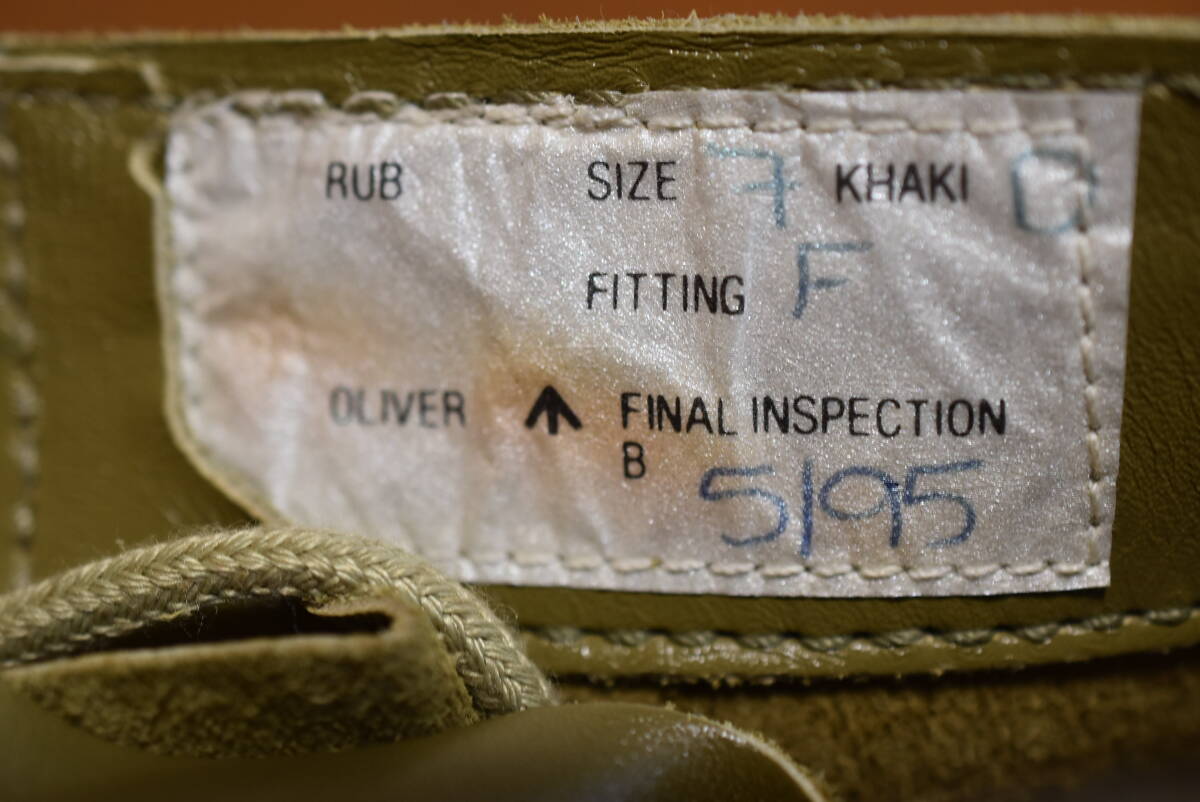 RUB SIZE 7 KHAKI
FITTING F
OLIVER FINAL INSPECTION
B 5/95